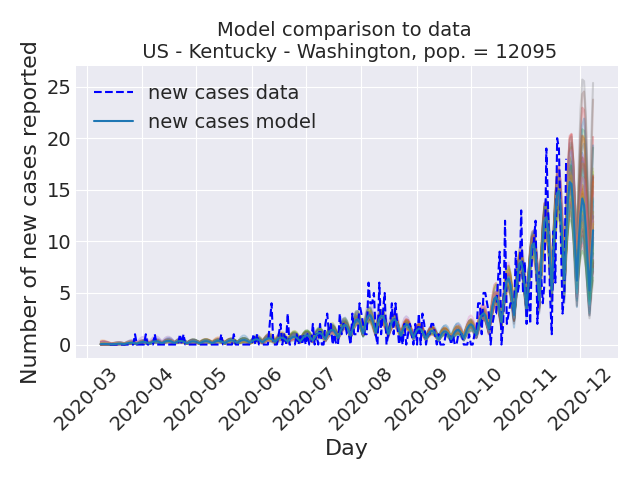 Model comparison to data
US - Kentucky - Washington, pop. = 12095
Number of new cases reported
25
20
15
10
5
0
new cases data
new cases model
2020-03
2020-04
2020-05
2020-06
2020-07
2020-08
2020-09
2020-10
2020-11
2020-12
Day